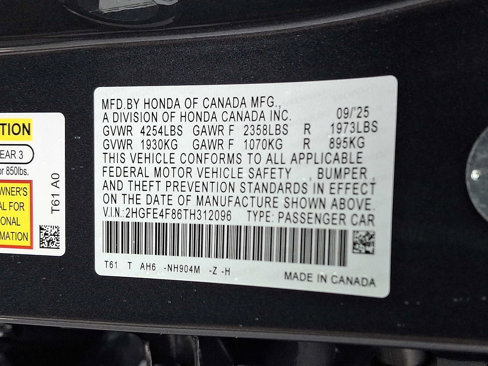 MFD.BY HONDA OF CANADA MFG.,
A DIVISION OF HONDA CANADA INC. 09/'25
GVWR 4254LBS GAWR F 2358LBS R 1973LBS
GVWR 1930KG GAWR F 1070KG R 895KG
THIS VEHICLE CONFORMS TO ALL APPLICABLE
FEDERAL MOTOR VEHICLE SAFETY , BUMPER ,
AND THEFT PREVENTION STANDARDS IN EFFECT
ON THE DATE OF MANUFACTURE SHOWN ABOVE.
V.I.N.:2HGFE4F86TH312096 TYPE: PASSENGER CAR
T61 T AH6 -NH904M -Z -H
MADE IN CANADA
TION
EAR 3
or 850lbs.
WNER'S
AL FOR
IONAL
MATION
T61 A0